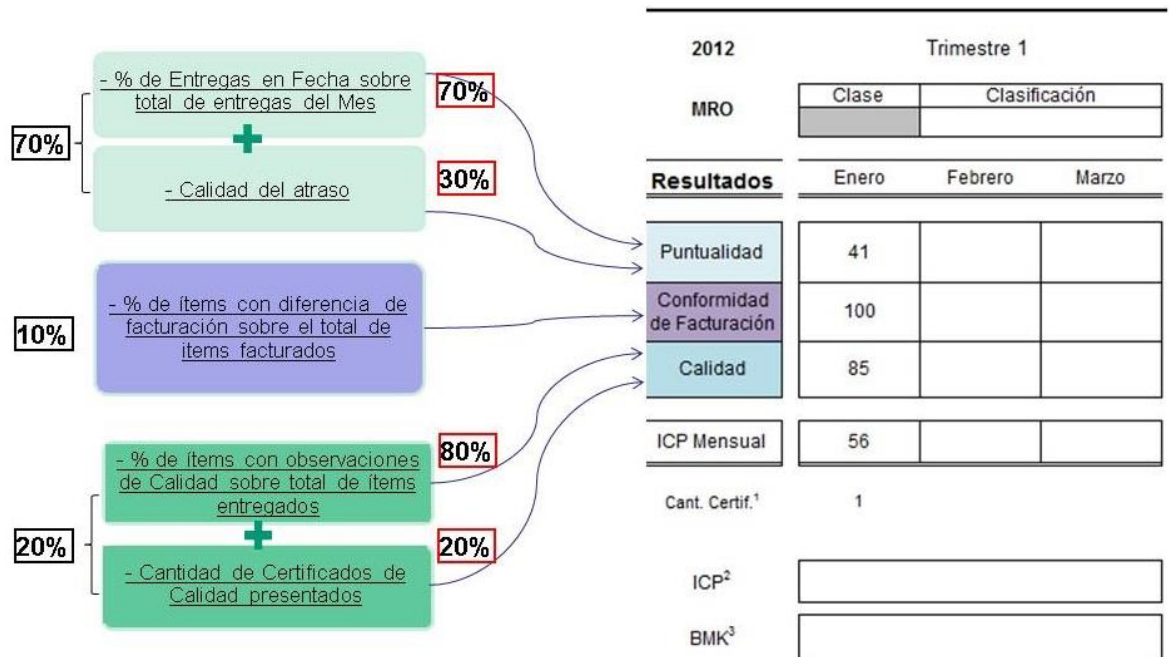 - % de Entregas en Fecha sobre
total de entregas del Mes
70%
70%
- Calidad del atraso
30%
- % de ítems con diferencia de
facturación sobre el total de
items facturados
10%
- % de ítems con observaciones
de Calidad sobre total de ítems
entregados
80%
20%
- Cantidad de Certificados de
Calidad presentados
20%
2012 Trimestre 1
MRO
Clase Clasificación
Resultados Enero Febrero Marzo
Puntualidad 41
Conformidad
de Facturación 100
Calidad 85
ICP Mensual 56
Cant. Certif.¹ 1
ICP²
BMK³